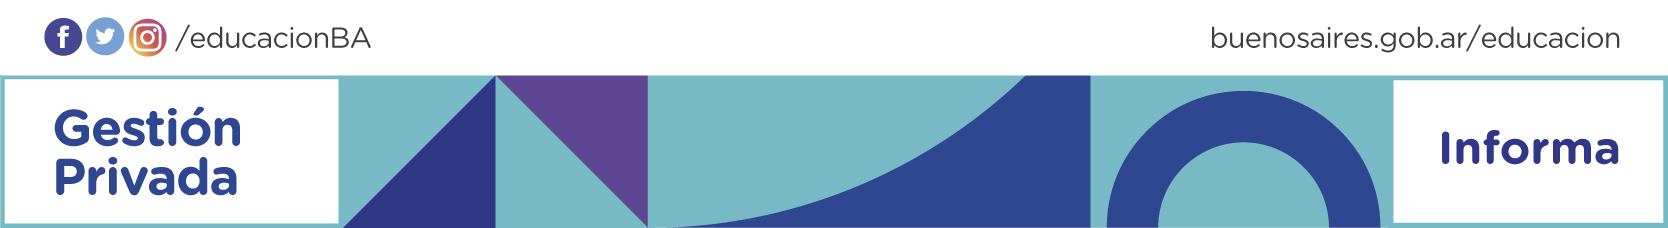 /educacionBA
buenosaires.gob.ar/educacion
Gestión
Privada
Informa